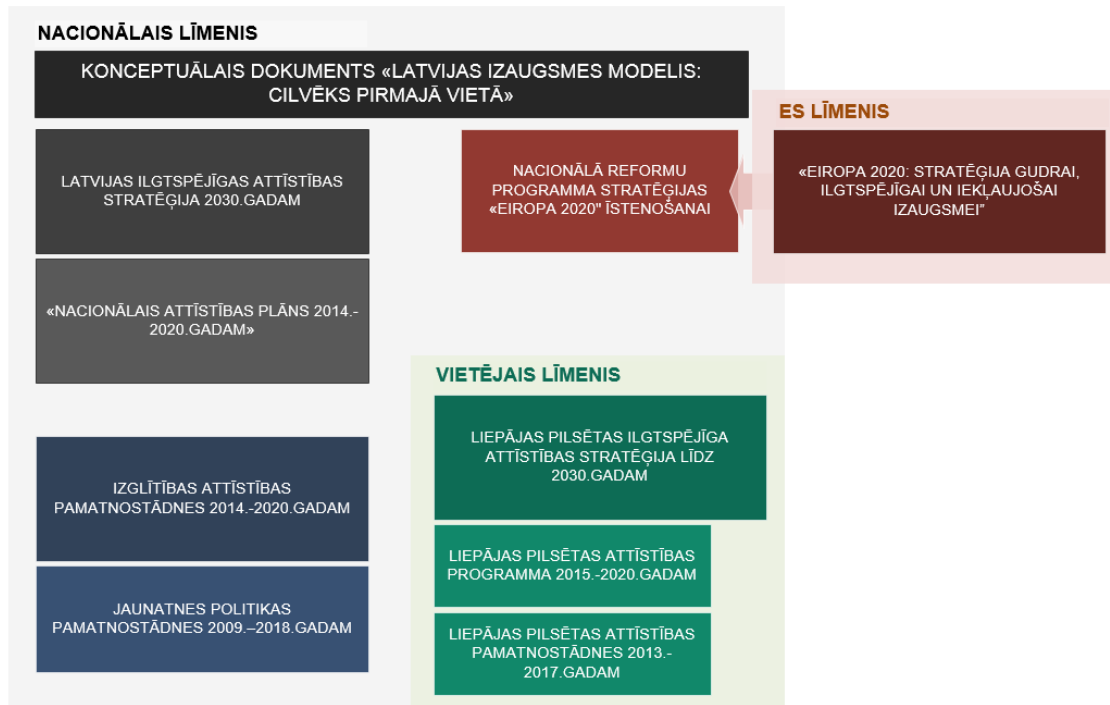 NACIONĀLAIS LĪMENIS
KONCEPTUĀLAIS DOKUMENTS «LATVIJAS IZAUGSMES MODELIS:
CILVĒKS PIRMAJĀ VIETĀ»
LATVIJAS ILGTSPĒJĪGAS ATTĪSTĪBAS
STRATĒĢIJA 2030.GADAM
«NACIONĀLAIS ATTĪSTĪBAS PLĀNS 2014.-
2020.GADAM»
IZGLĪTĪBAS ATTĪSTĪBAS
PAMATNOSTĀDNES 2014.-2020.GADAM
JAUNATNES POLITIKAS
PAMATNOSTĀDNES 2009.–2018.GADAM
NACIONĀLĀ REFORMU
PROGRAMMA STRATĒĢIJAS
«EIROPA 2020" ĪSTENOŠANAI
ES LĪMENIS
«EIROPA 2020: STRATĒĢIJA GUDRAI,
ILGTSPĒJĪGAI UN IEKĻAUJOŠAI
IZAUGSMEI”
VIETĒJAIS LĪMENIS
LIEPĀJAS PILSĒTAS ILGTSPĒJĪGA
ATTĪSTĪBAS STRATĒĢIJA LĪDZ
2030.GADAM
LIEPĀJAS PILSĒTAS ATTĪSTĪBAS
PROGRAMMA 2015.-2020.GADAM
LIEPĀJAS PILSĒTAS ATTĪSTĪBAS
PAMATNOSTĀDNES 2013.-
2017.GADAM